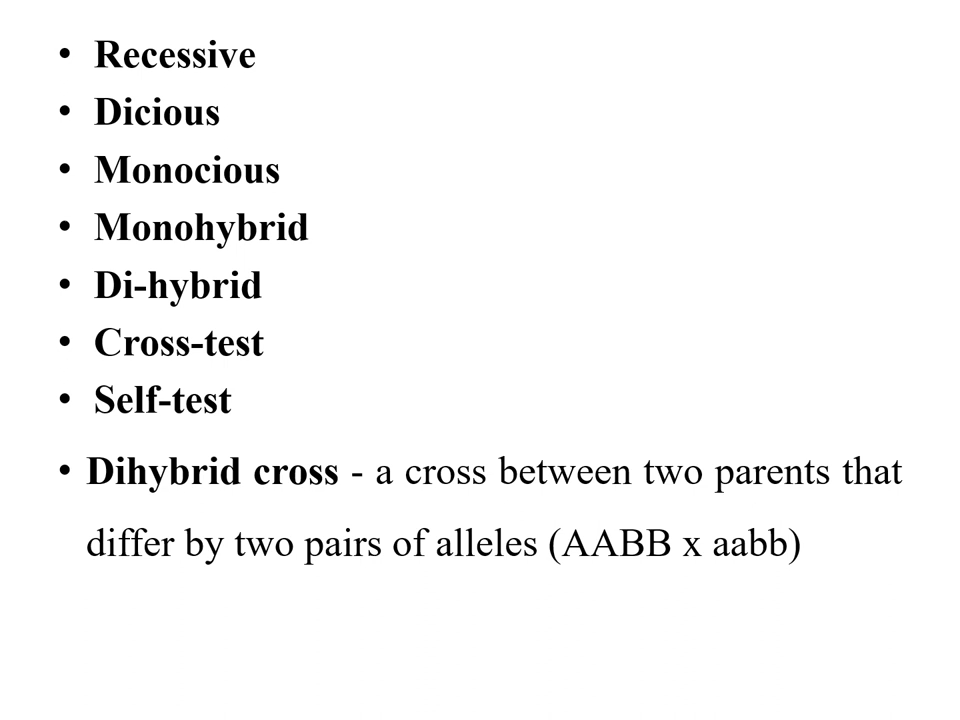 • Recessive
• Dicious
• Monocious
• Monohybrid
• Di-hybrid
• Cross-test
• Self-test
• Dihybrid cross - a cross between two parents that
differ by two pairs of alleles (AABB x aabb)